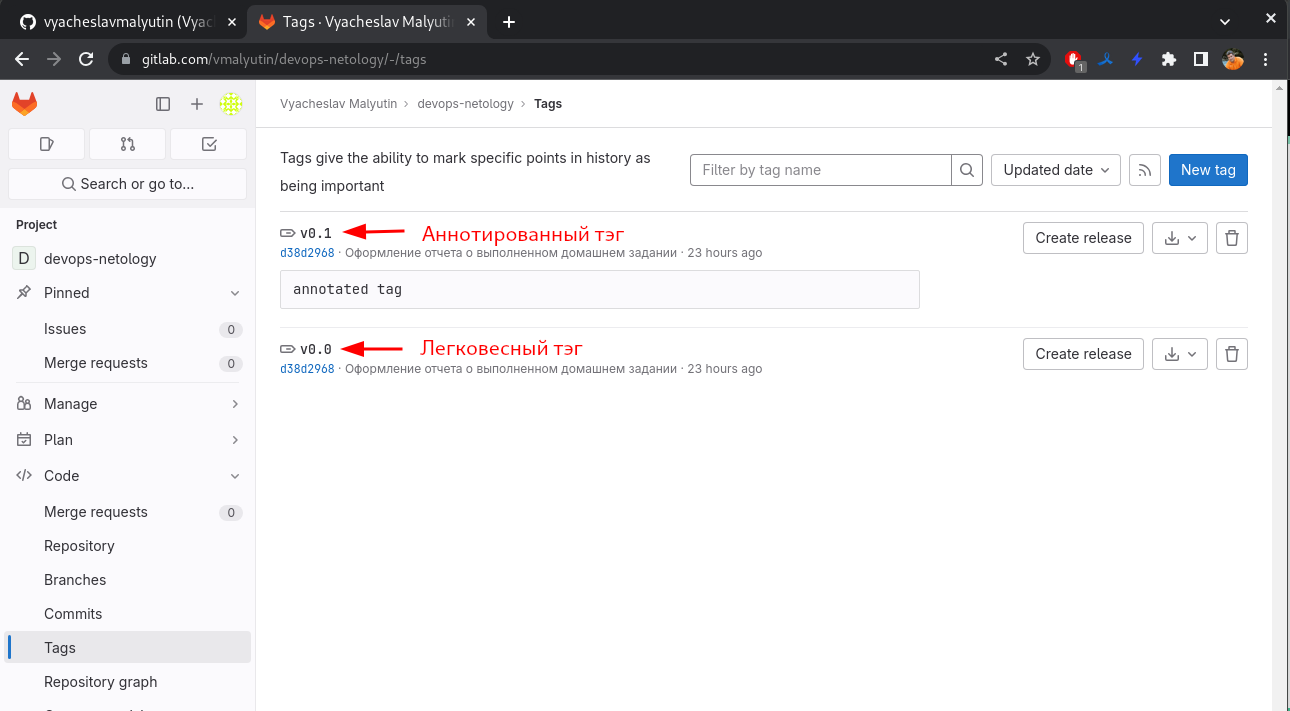 vyacheslavmalyutin (Vyac
Tags · Vyacheslav Malyuti
gitlab.com/vmalyutin/devops-netology/-/tags
1
Vyacheslav Malyutin › devops-netology › Tags
Search or go to...
Project
D devops-netology
Pinned
Issues 0
Merge requests 0
Manage
Plan
Code
Merge requests 0
Repository
Branches
Commits
Tags
Repository graph
Tags give the ability to mark specific points in history as
being important
Filter by tag name
Updated date
New tag
v0.1 Аннотированный тэг
d38d2968 · Оформление отчета о выполненном домашнем задании · 23 hours ago
Create release
annotated tag
v0.0 Легковесный тэг
d38d2968 · Оформление отчета о выполненном домашнем задании · 23 hours ago
Create release